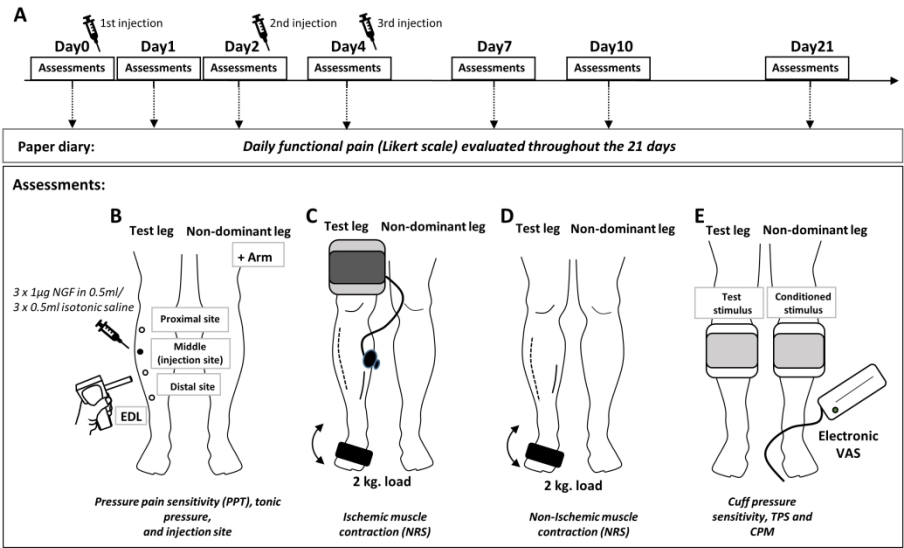 A
1st injection
2nd injection
3rd injection
Day0
Day1
Day2
Day4
Day7
Day10
Day21
Assessments
Assessments
Assessments
Assessments
Assessments
Assessments
Assessments
Paper diary:
Daily functional pain (Likert scale) evaluated throughout the 21 days
Assessments:
B
Test leg
Non-dominant leg
+ Arm
3 x 1µg NGF in 0.5ml/
3 x 0.5ml isotonic saline
Proximal site
Middle
(injection site)
Distal site
EDL
Pressure pain sensitivity (PPT), tonic
pressure,
and injection site
C
Test leg
Non-dominant leg
2 kg. load
Ischemic muscle
contraction (NRS)
D
Test leg
Non-dominant leg
2 kg. load
Non-Ischemic muscle
contraction (NRS)
E
Test leg
Non-dominant leg
Test
stimulus
Conditioned
stimulus
Electronic
VAS
Cuff pressure
sensitivity, TPS and
CPM